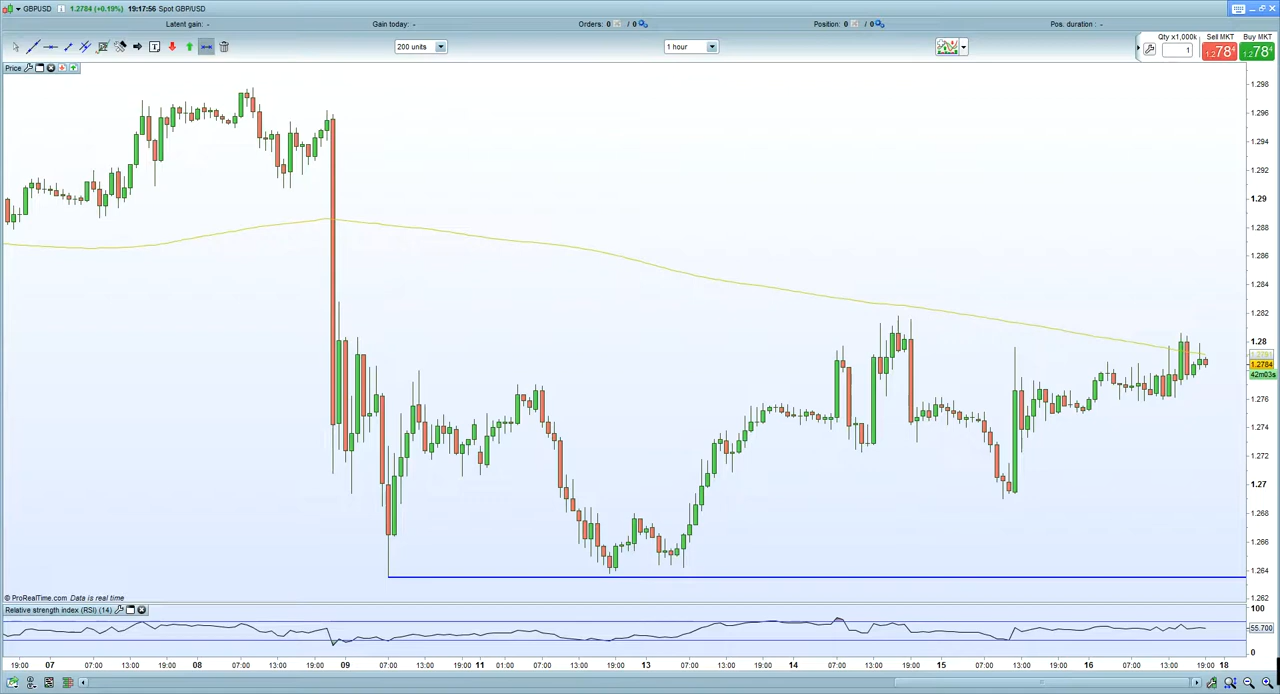 GBPUSD 1.2784 (+0.19%) 19:17:56 Spot GBP/USD
Latent gain: - Gain today: - Orders: 0 / 0 Position: 0 / 0 Pos. duration : -
200 units 1 hour Qty x1,000k Sell MKT Buy MKT
1 1.278⁴ 1.278⁴
Price
1.298
1.296
1.294
1.292
1.29
1.288
1.286
1.284
1.282
1.28
1.2784
42m03s
1.276
1.274
1.272
1.27
1.268
1.266
1.264
1.262
© ProRealTime.com Data is real time
Relative strength index (RSI) (14)
100
55.700
0
19:00 07 07:00 13:00 08 07:00 13:00 19:00 09 07:00 13:00 19:00 11 01:00 07:00 13:00 19:00 13 07:00 13:00 19:00 14 07:00 13:00 19:00 15 07:00 13:00 19:00 16 07:00 13:00 19:00 18